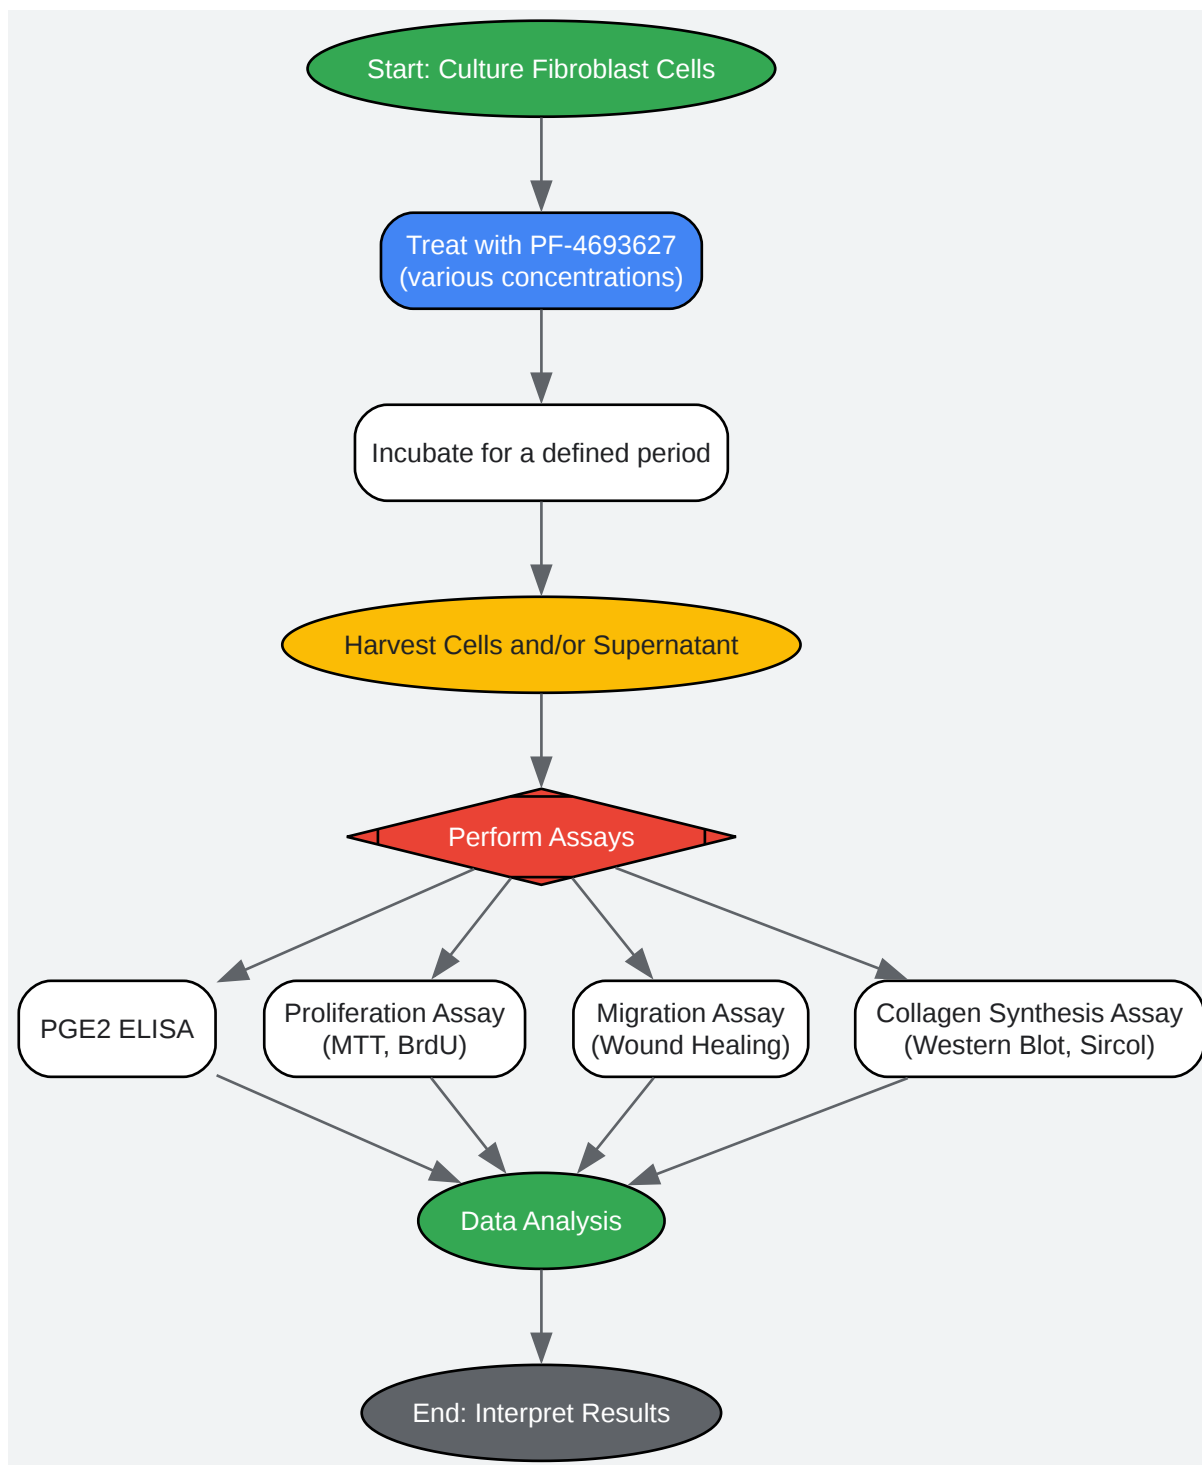 Start: Culture Fibroblast Cells
Treat with PF-4693627
(various concentrations)
Incubate for a defined period
Harvest Cells and/or Supernatant
Perform Assays
PGE2 ELISA
Proliferation Assay
(MTT, BrdU)
Migration Assay
(Wound Healing)
Collagen Synthesis Assay
(Western Blot, Sircol)
Data Analysis
End: Interpret Results